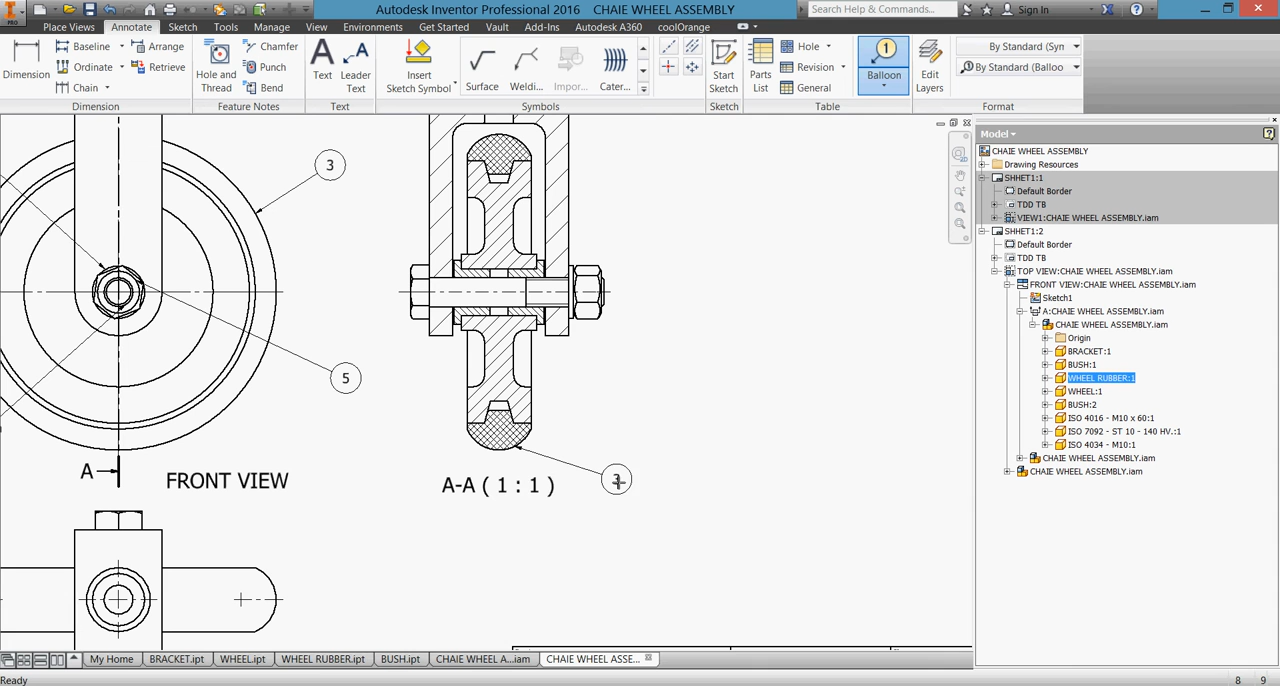 PRO
Autodesk Inventor Professional 2016 CHAIE WHEEL ASSEMBLY
Search Help & Commands...
Sign In
Place Views Annotate Sketch Tools Manage View Environments Get Started Vault Add-Ins Autodesk A360 coolOrange
Dimension
Baseline
Ordinate
Chain
Arrange
Retrieve
Dimension
Hole and Thread
Chamfer
Punch
Bend
Feature Notes
Text
Leader Text
Text
Insert Sketch Symbol
Surface
Weldi...
Impor...
Cater...
Symbols
Start Sketch
Sketch
Parts List
Hole
Revision
General
Table
1
Balloon
Edit Layers
By Standard (Syn
By Standard (Balloo
Format
Model
CHAIE WHEEL ASSEMBLY
Drawing Resources
SHHET1:1
Default Border
TDD TB
VIEW1:CHAIE WHEEL ASSEMBLY.iam
SHHET1:2
Default Border
TDD TB
TOP VIEW:CHAIE WHEEL ASSEMBLY.iam
FRONT VIEW:CHAIE WHEEL ASSEMBLY.iam
Sketch1
A:CHAIE WHEEL ASSEMBLY.iam
CHAIE WHEEL ASSEMBLY.iam
Origin
BRACKET:1
BUSH:1
WHEEL RUBBER:1
WHEEL:1
BUSH:2
ISO 4016 - M10 x 60:1
ISO 7092 - ST 10 - 140 HV.:1
ISO 4034 - M10:1
CHAIE WHEEL ASSEMBLY.iam
CHAIE WHEEL ASSEMBLY.iam
3
5
3
A
FRONT VIEW
A-A ( 1 : 1 )
My Home BRACKET.ipt WHEEL.ipt WHEEL RUBBER.ipt BUSH.ipt CHAIE WHEEL A...iam CHAIE WHEEL ASSE...
Ready
8 9